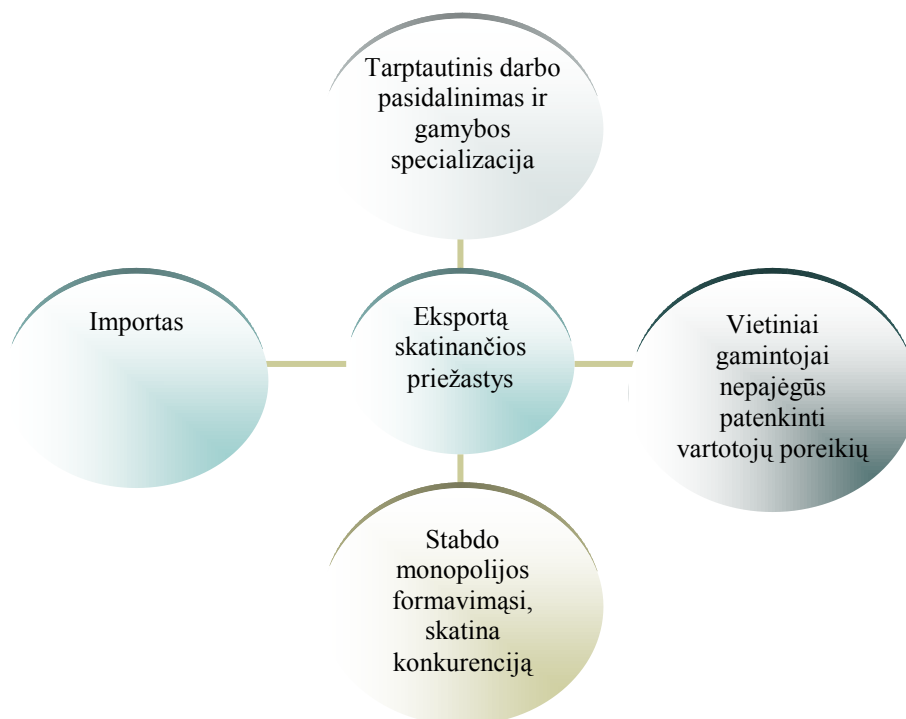 Tarptautinis darbo
pasidalinimas ir
gamybos
specializacija
Importas
Eksportą
skatinančios
priežastys
Vietiniai
gamintojai
nepajėgūs
patenkinti
vartotojų poreikių
Stabdo
monopolijos
formavimąsi,
skatina
konkurenciją